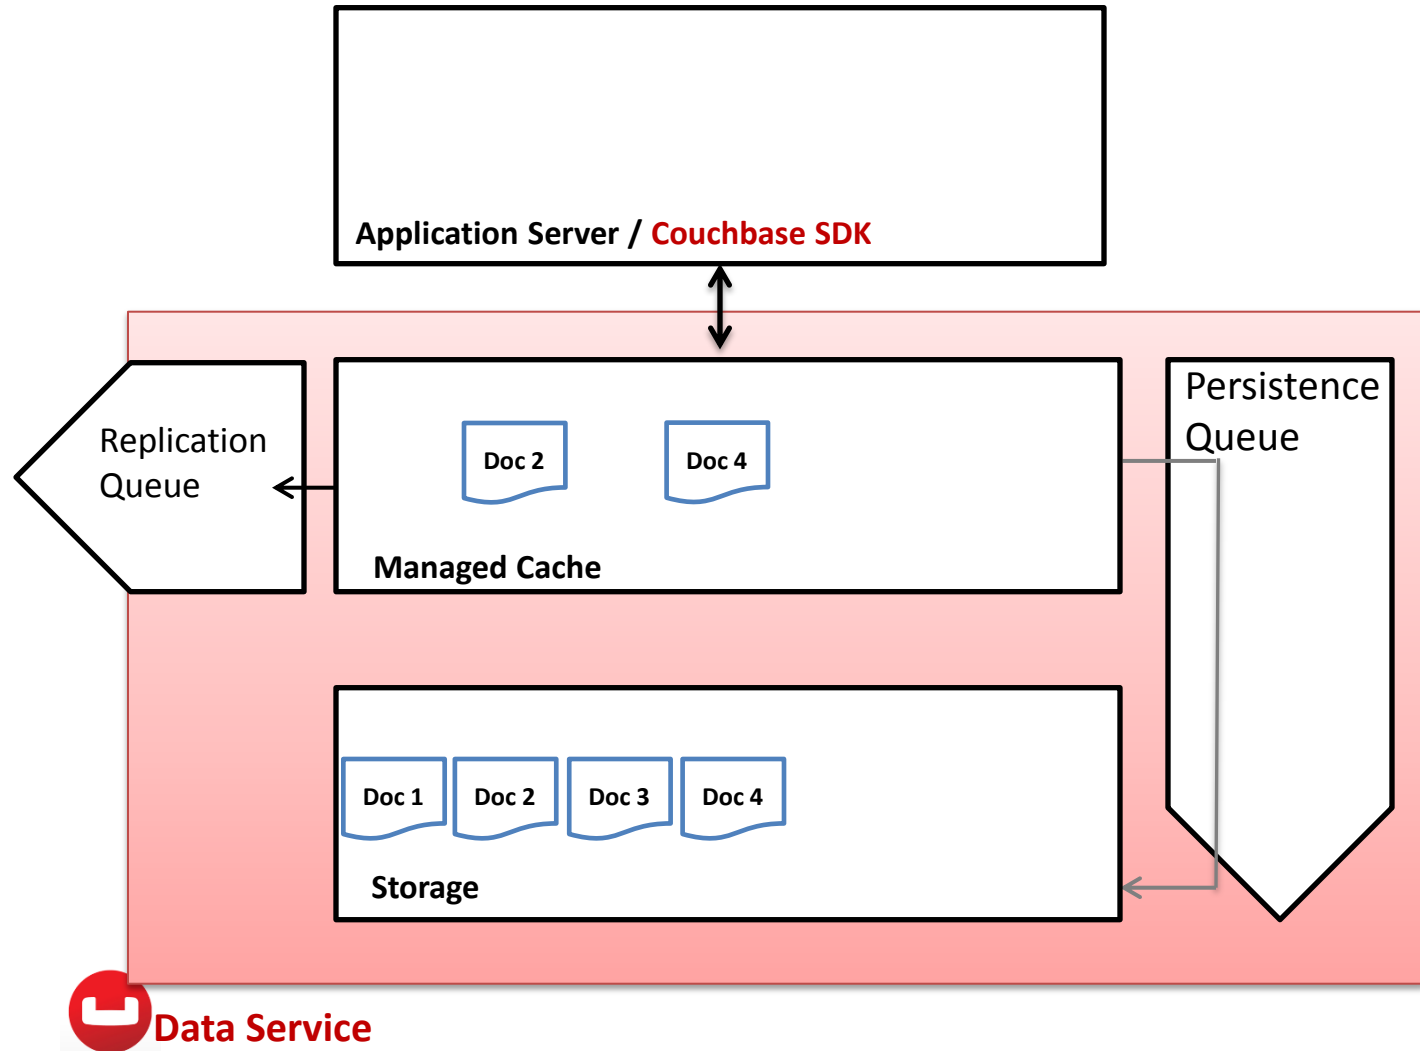 Application Server / Couchbase SDK
Replication
Queue
Doc 2
Doc 4
Managed Cache
Persistence
Queue
Doc 1
Doc 2
Doc 3
Doc 4
Storage
Data Service